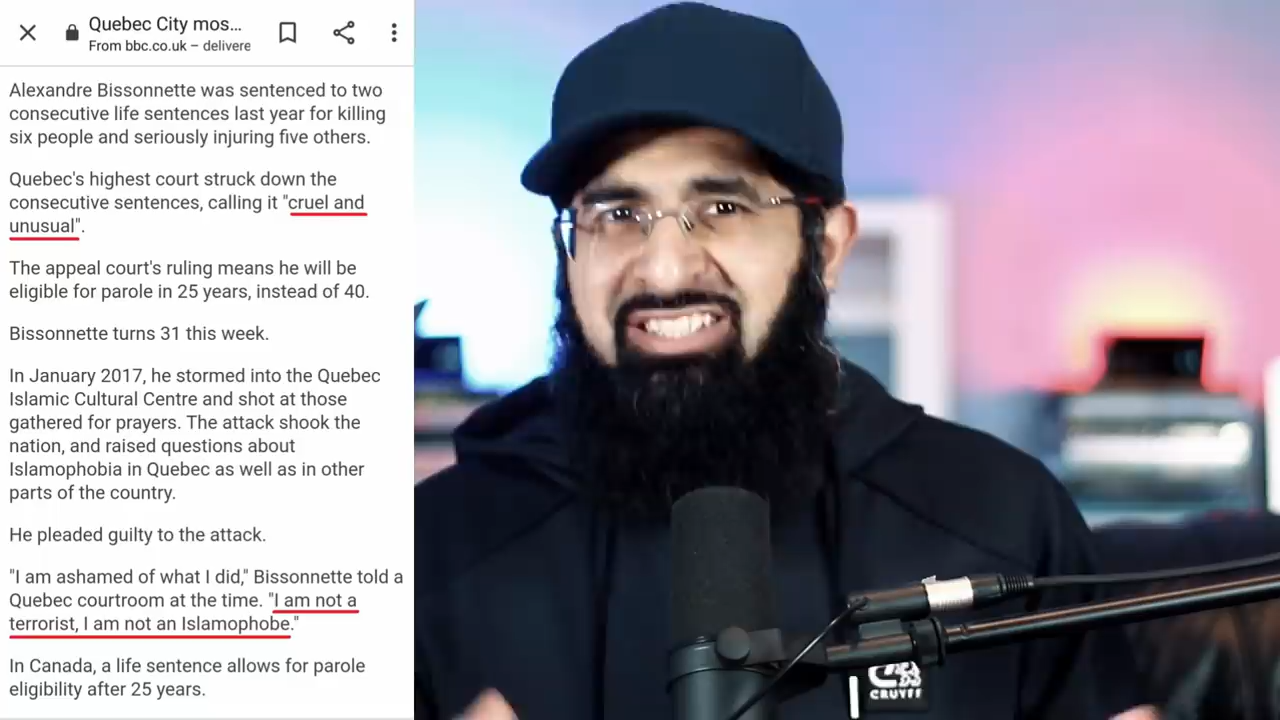 Quebec City mos...
From bbc.co.uk – delivere
Alexandre Bissonnette was sentenced to two
consecutive life sentences last year for killing
six people and seriously injuring five others.
Quebec's highest court struck down the
consecutive sentences, calling it "cruel and
unusual".
The appeal court's ruling means he will be
eligible for parole in 25 years, instead of 40.
Bissonnette turns 31 this week.
In January 2017, he stormed into the Quebec
Islamic Cultural Centre and shot at those
gathered for prayers. The attack shook the
nation, and raised questions about
Islamophobia in Quebec as well as in other
parts of the country.
He pleaded guilty to the attack.
"I am ashamed of what I did," Bissonnette told a
Quebec courtroom at the time. "I am not a
terrorist, I am not an Islamophobe."
In Canada, a life sentence allows for parole
eligibility after 25 years.
CRUYFF